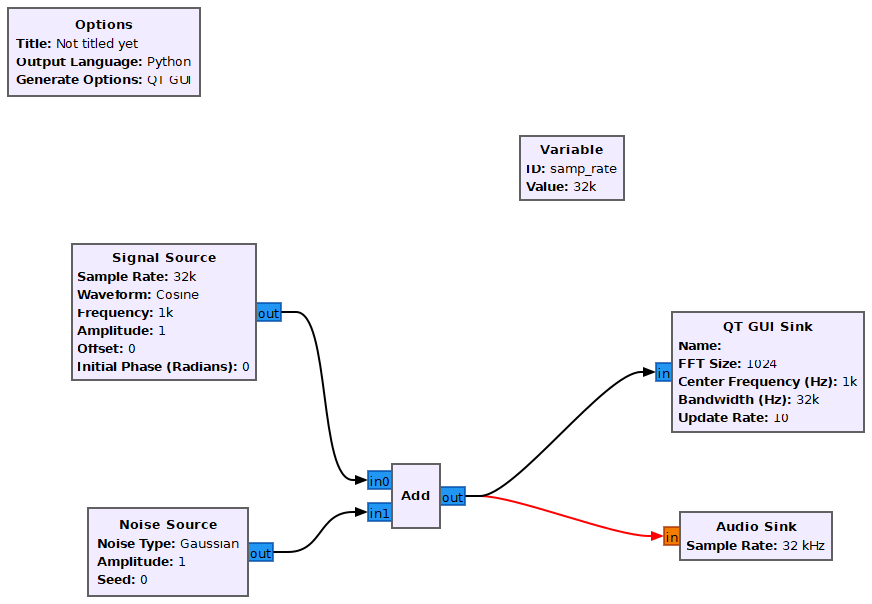 Options
Title: Not titled yet
Output Language: Python
Generate Options: QT GUI
Variable
ID: samp_rate
Value: 32k
Signal Source
Sample Rate: 32k
Waveform: Cosine
Frequency: 1k
Amplitude: 1
Offset: 0
Initial Phase (Radians): 0
out
QT GUI Sink
Name:
FFT Size: 1024
Center Frequency (Hz): 1k
Bandwidth (Hz): 32k
Update Rate: 10
in
in0
in1
Add
out
Noise Source
Noise Type: Gaussian
Amplitude: 1
Seed: 0
out
in
Audio Sink
Sample Rate: 32 kHz